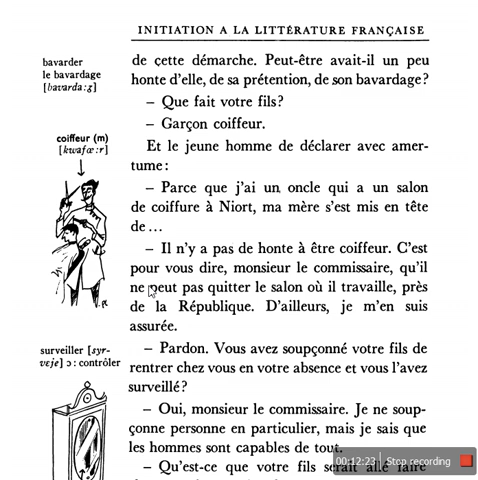 INITIATION A LA LITTÉRATURE FRANÇAISE
bavarder
le bavardage
[bavarda:ʒ]
coiffeur (m)
[kwafœ:r]
surveiller [syr-
veje] ɔ: contrôler
de cette démarche. Peut-être avait-il un peu
honte d'elle, de sa prétention, de son bavardage?
– Que fait votre fils?
– Garçon coiffeur.
Et le jeune homme de déclarer avec amer-
tume:
– Parce que j'ai un oncle qui a un salon
de coiffure à Niort, ma mère s'est mis en tête
de...
– Il n'y a pas de honte à être coiffeur. C'est
pour vous dire, monsieur le commissaire, qu'il
ne peut pas quitter le salon où il travaille, près
de la République. D'ailleurs, je m'en suis
assurée.
– Pardon. Vous avez soupçonné votre fils de
rentrer chez vous en votre absence et vous l'avez
surveillé?
– Oui, monsieur le commissaire. Je ne soup-
çonne personne en particulier, mais je sais que
les hommes sont capables de tout.
– Qu'est-ce que votre fils serait allé faire
00:12:23 Stop recording